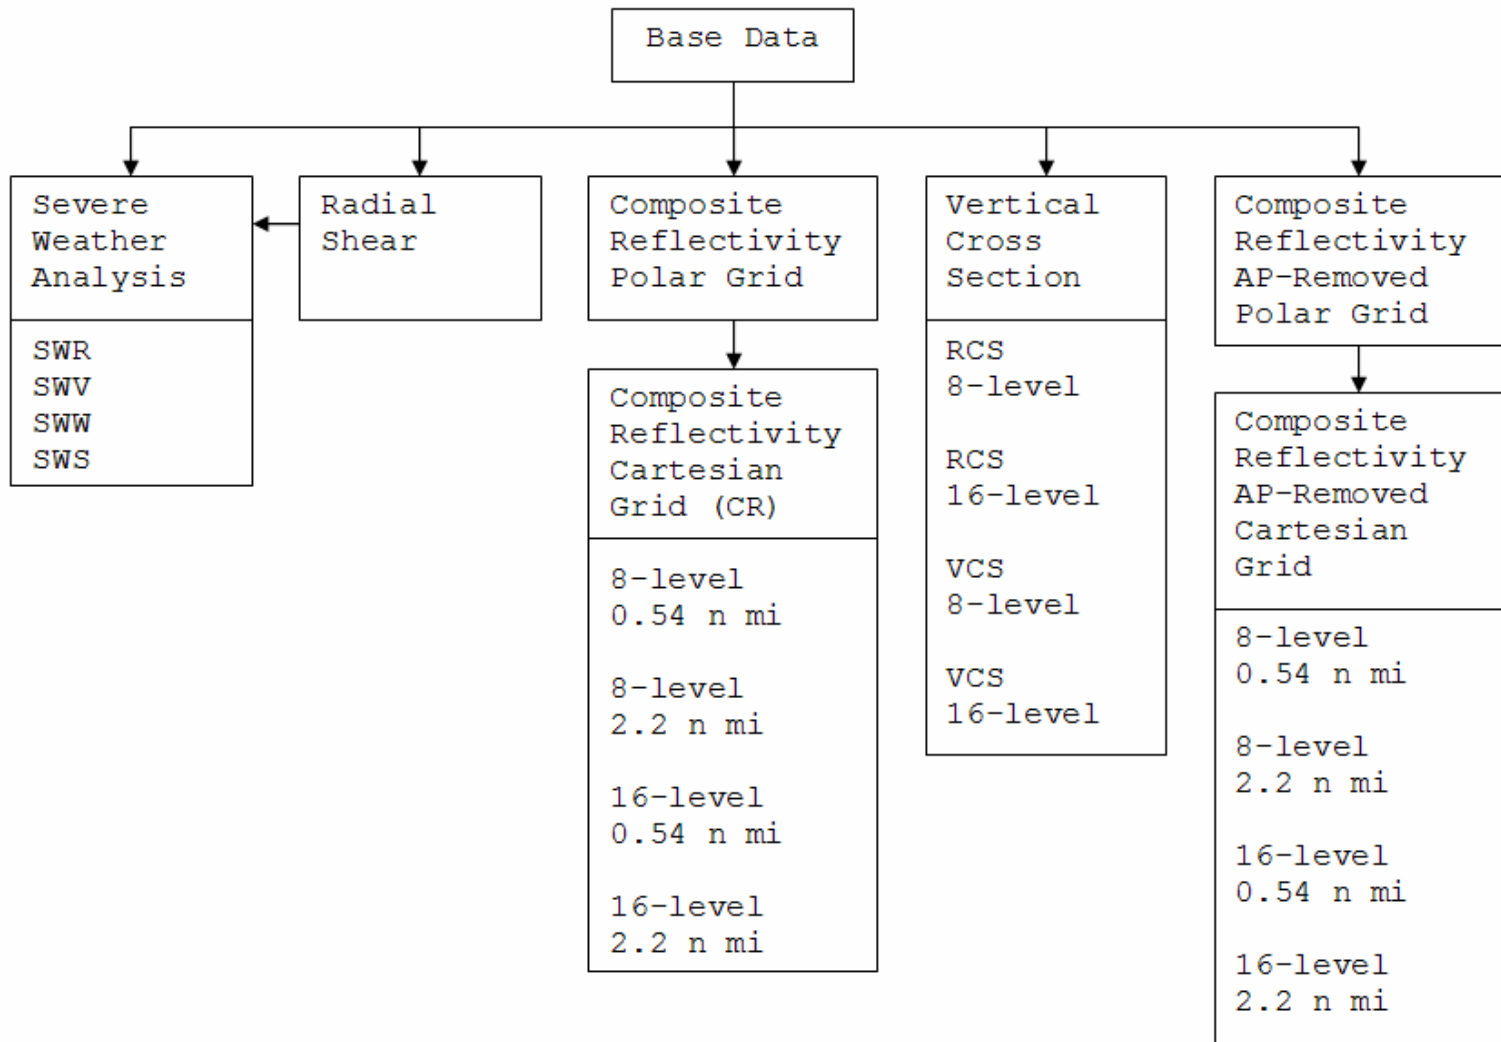 Base Data
Severe
Weather
Analysis
SWR
SWV
SWW
SWS
Radial
Shear
Composite
Reflectivity
Polar Grid
Composite
Reflectivity
Cartesian
Grid (CR)
8-level
0.54 n mi
8-level
2.2 n mi
16-level
0.54 n mi
16-level
2.2 n mi
Vertical
Cross
Section
RCS
8-level
RCS
16-level
VCS
8-level
VCS
16-level
Composite
Reflectivity
AP-Removed
Polar Grid
Composite
Reflectivity
AP-Removed
Cartesian
Grid
8-level
0.54 n mi
8-level
2.2 n mi
16-level
0.54 n mi
16-level
2.2 n mi